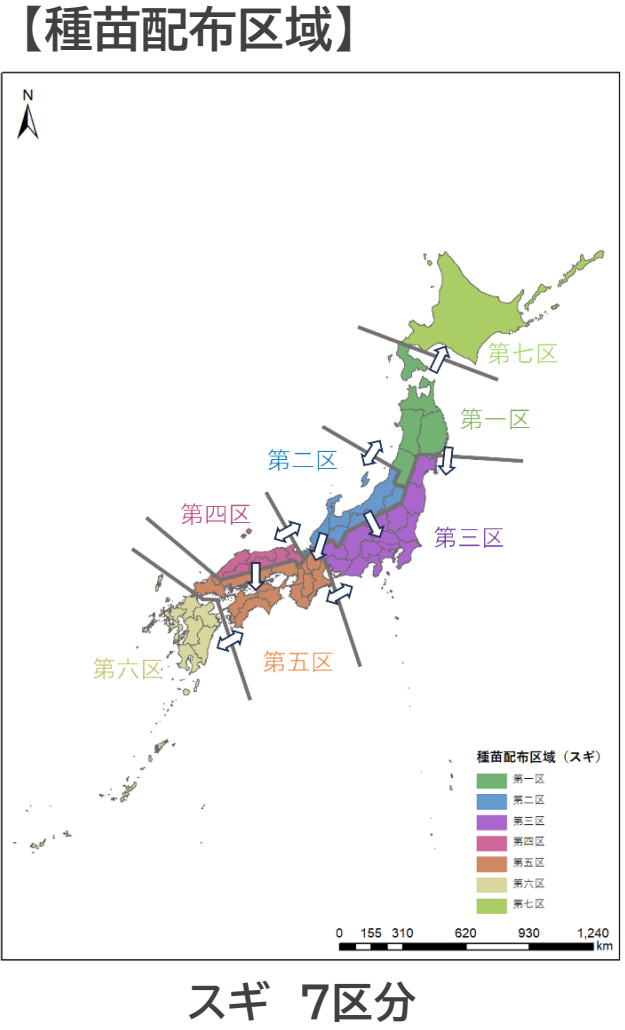 【種苗配布区域】
N
第七区
第一区
第二区
第四区
第三区
第六区
第五区
種苗配布区域（スギ）
第一区
第二区
第三区
第四区
第五区
第六区
第七区
0 155 310 620 930 1,240
km
スギ 7区分